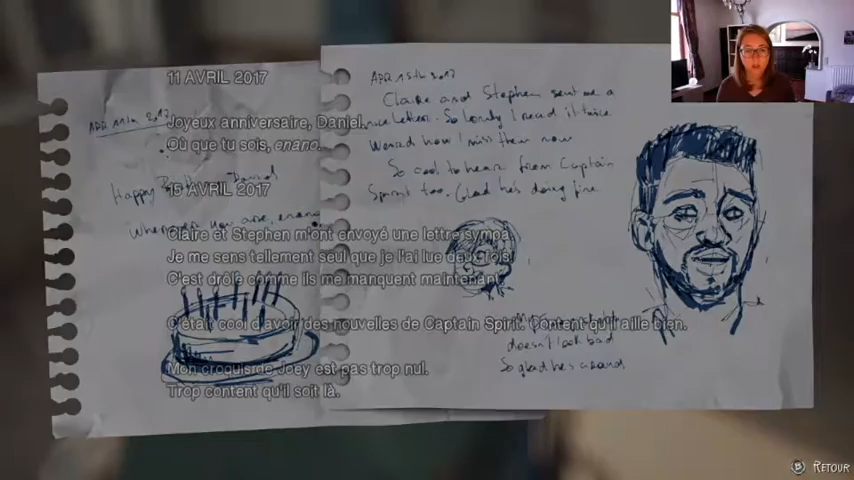 11 AVRIL 2017
Joyeux anniversaire, Daniel.
Où que tu sois, enano.
15 AVRIL 2017
Claire et Stephen m'ont envoyé une lettre sympa.
Je me sens tellement seul que je l'ai lue deux fois!
C'est drôle comme ils me manquent maintenant.
C'était cool d'avoir des nouvelles de Captain Spirit. Content qu'il aille bien.
Mon croquis de Joey est pas trop nul.
Trop content qu'il soit là.
APR 11th 2017
Happy Daniel
Wherever you are, enano
APR 15th 2017
Claire and Stephen sent me a
nice letter. So lonely I read it twice
Weird how I miss them now
So cool to hear from Captain
Spirit too. Glad he's doing fine
doesn't look bad
So glad he's around
RETOUR